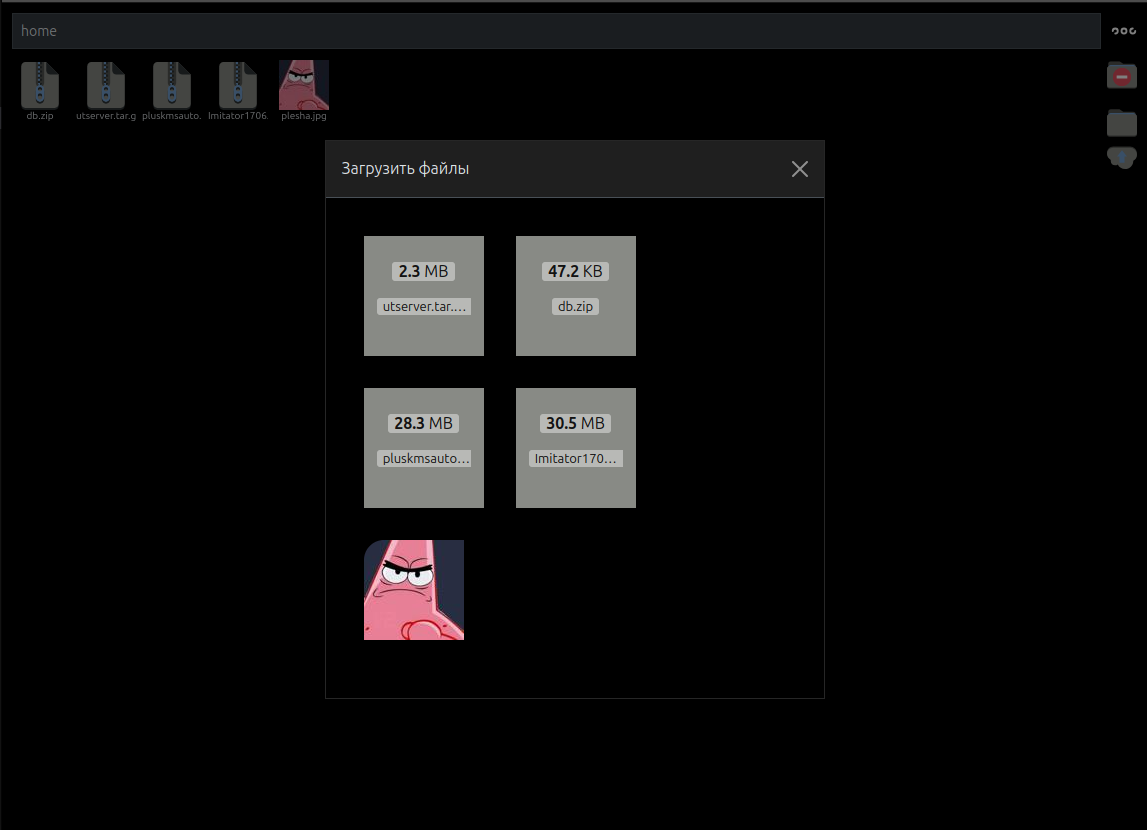 home
db.zip
utserver.tar.g
pluskmsauto.
Imitator1706.
plesha.jpg
Загрузить файлы
2.3 MB
47.2 KB
utserver.tar.…
db.zip
28.3 MB
30.5 MB
pluskmsauto…
Imitator170…